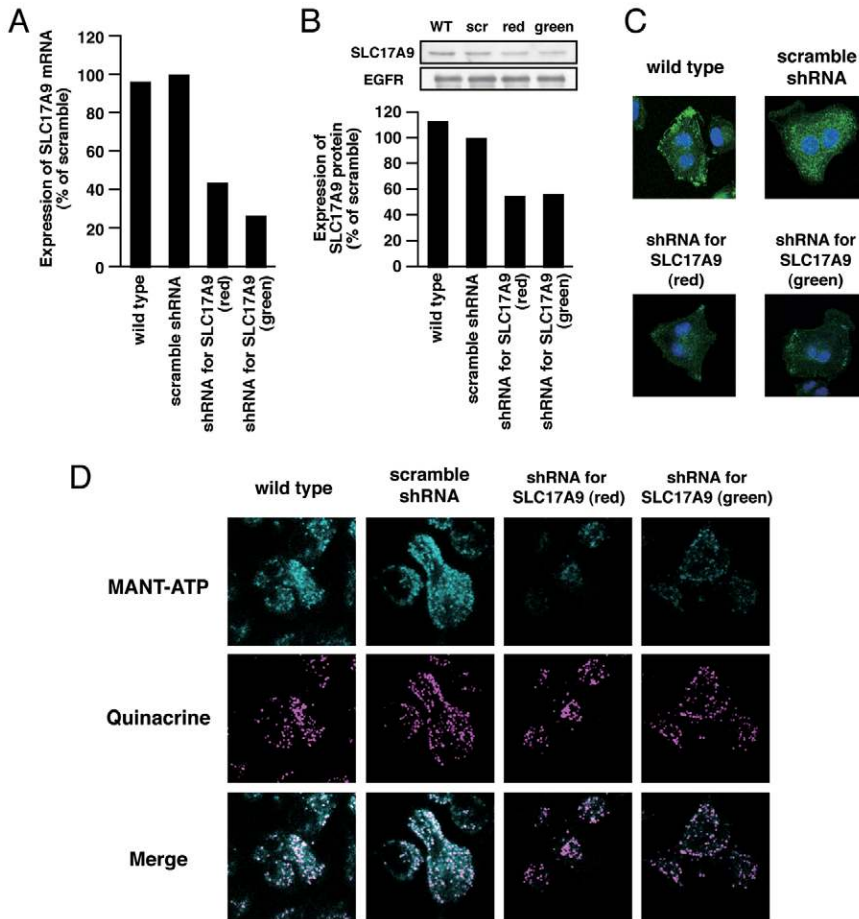 A
Expression of SLC17A9 mRNA
(% of scramble)
120
100
80
60
40
20
0
wild type
scramble shRNA
shRNA for SLC17A9
(red)
shRNA for SLC17A9
(green)
B
WT scr red green
SLC17A9
EGFR
Expression of
SLC17A9 protein
(% of scramble)
120
100
80
60
40
20
0
wild type
scramble shRNA
shRNA for SLC17A9
(red)
shRNA for SLC17A9
(green)
C
wild type
scramble
shRNA
shRNA for
SLC17A9
(red)
shRNA for
SLC17A9
(green)
D
wild type
scramble
shRNA
shRNA for
SLC17A9 (red)
shRNA for
SLC17A9 (green)
MANT-ATP
Quinacrine
Merge